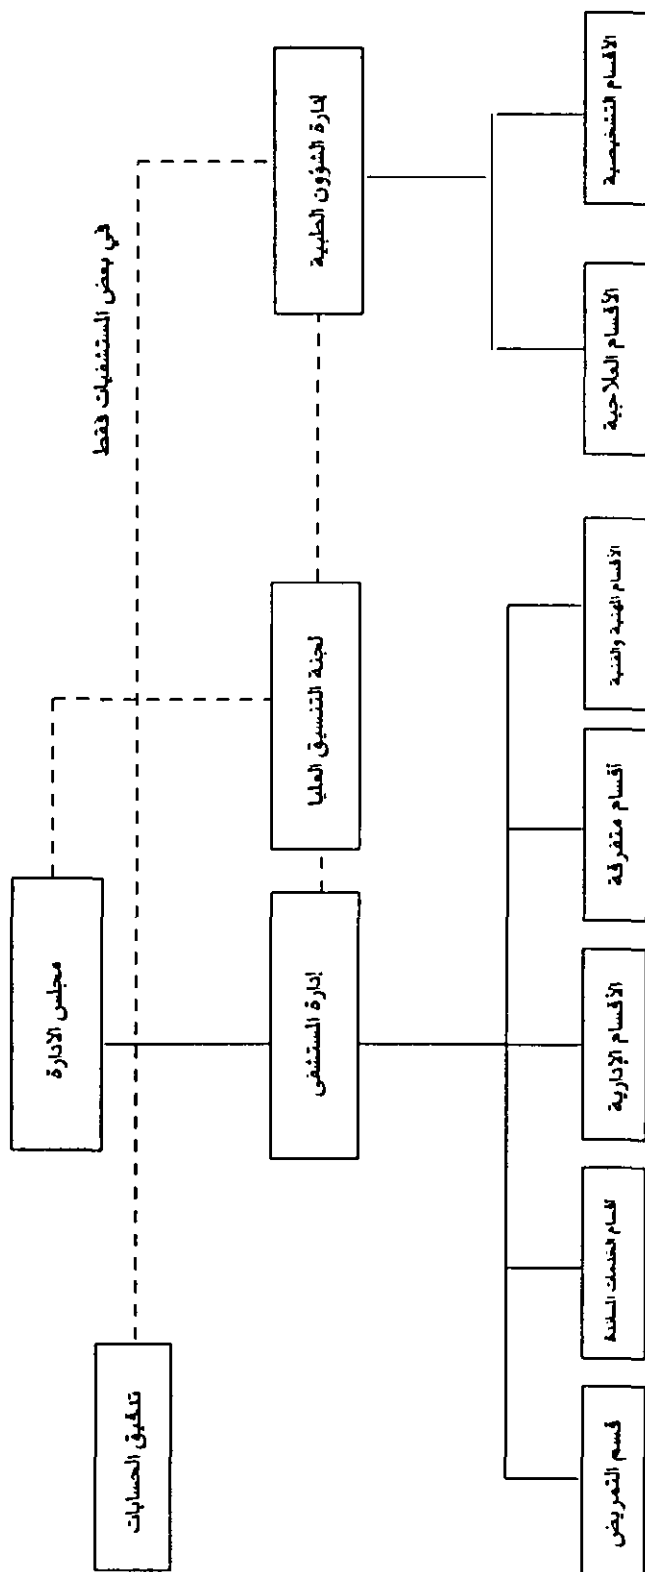 مجلس الادارة
تدقيق الحسابات
في بعض المستشفيات فقط
إدارة المستشفى
لجنة التنسيق العليا
إدارة الشؤون الطبية
الأقسام التشخيصية
الأقسام العلاجية
الأقسام المهنية والفنية
أقسام متفرقة
الأقسام الإدارية
أقسام الخدمات الساندة
قسم التمريض